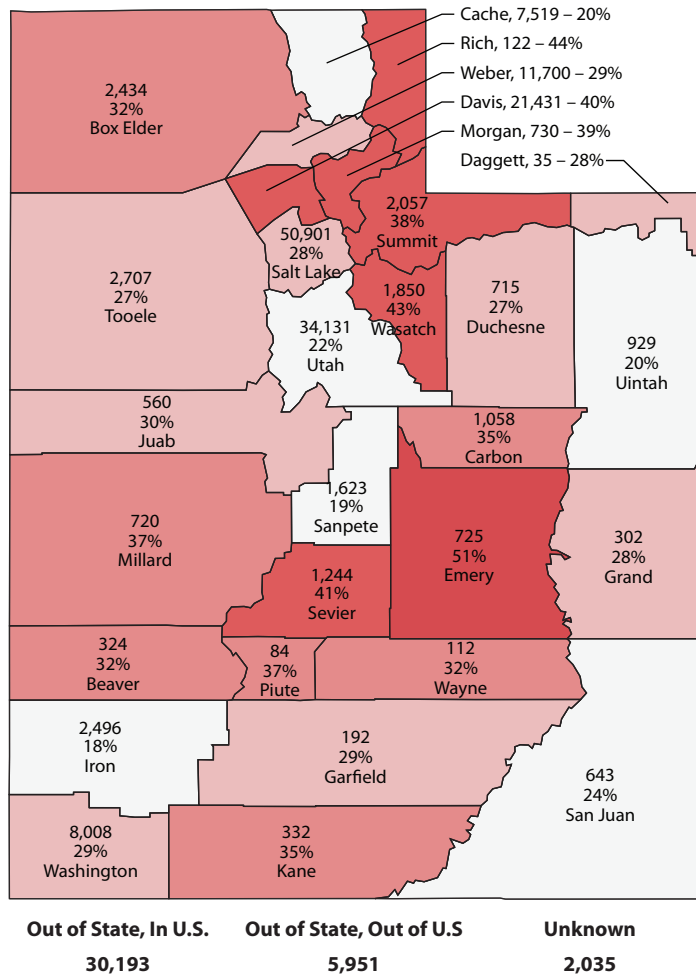 Cache, 7,519 – 20%
Rich, 122 – 44%
Weber, 11,700 – 29%
Davis, 21,431 – 40%
Morgan, 730 – 39%
Daggett, 35 – 28%
2,434
32%
Box Elder
2,057
38%
Summit
50,901
28%
Salt Lake
2,707
27%
Tooele
1,850
43%
Wasatch
715
27%
Duchesne
34,131
22%
Utah
929
20%
Uintah
560
30%
Juab
1,058
35%
Carbon
1,623
19%
Sanpete
720
37%
Millard
725
51%
Emery
302
28%
Grand
1,244
41%
Sevier
324
32%
Beaver
84
37%
Piute
112
32%
Wayne
2,496
18%
Iron
192
29%
Garfield
643
24%
San Juan
8,008
29%
Washington
332
35%
Kane
Out of State, In U.S.
30,193
Out of State, Out of U.S
5,951
Unknown
2,035